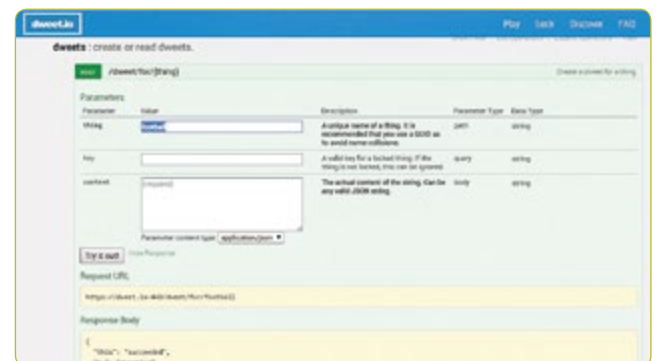 dweet.io
Play Lock Discover FAQ
dweets : create or read dweets.
POST /dweet/for/{thing} Create a dweet for a thing.
Parameters
Parameter Value Description Parameter Type Data Type
thing A unique name of a thing. It is path string
recommended that you use a GUID as
to avoid name collisions.
key A valid key for a locked thing. If the query string
thing is not locked, this can be ignored.
content (required) The actual content of the string. Can be body string
any valid JSON string.
Parameter content type: application/json
Try it out! Hide Response
Request URL
Response Body
{
"this": "succeeded",